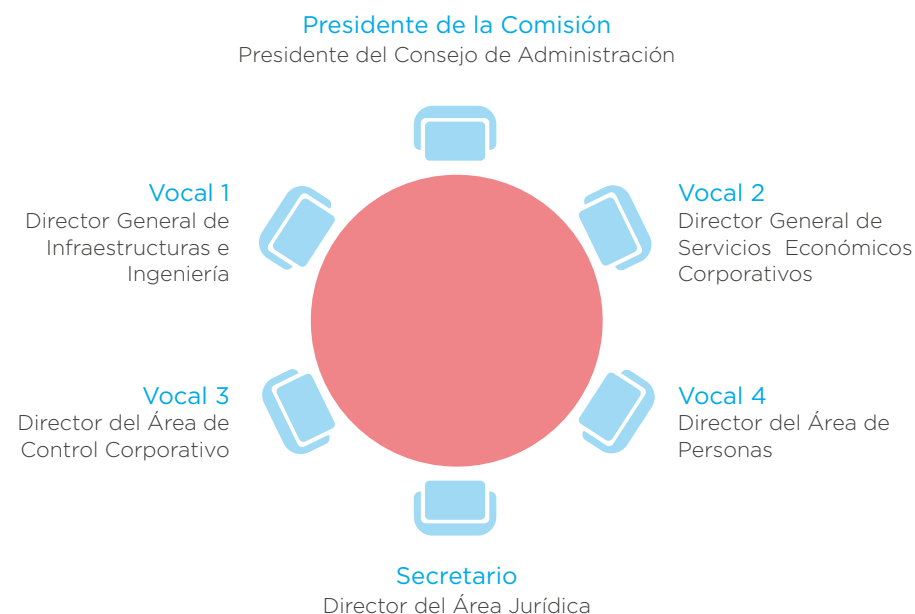 Presidente de la Comisión
Presidente del Consejo de Administración
Vocal 1
Director General de
Infraestructuras e
Ingeniería
Vocal 2
Director General de
Servicios Económicos
Corporativos
Vocal 3
Director del Área de
Control Corporativo
Vocal 4
Director del Área de
Personas
Secretario
Director del Área Jurídica